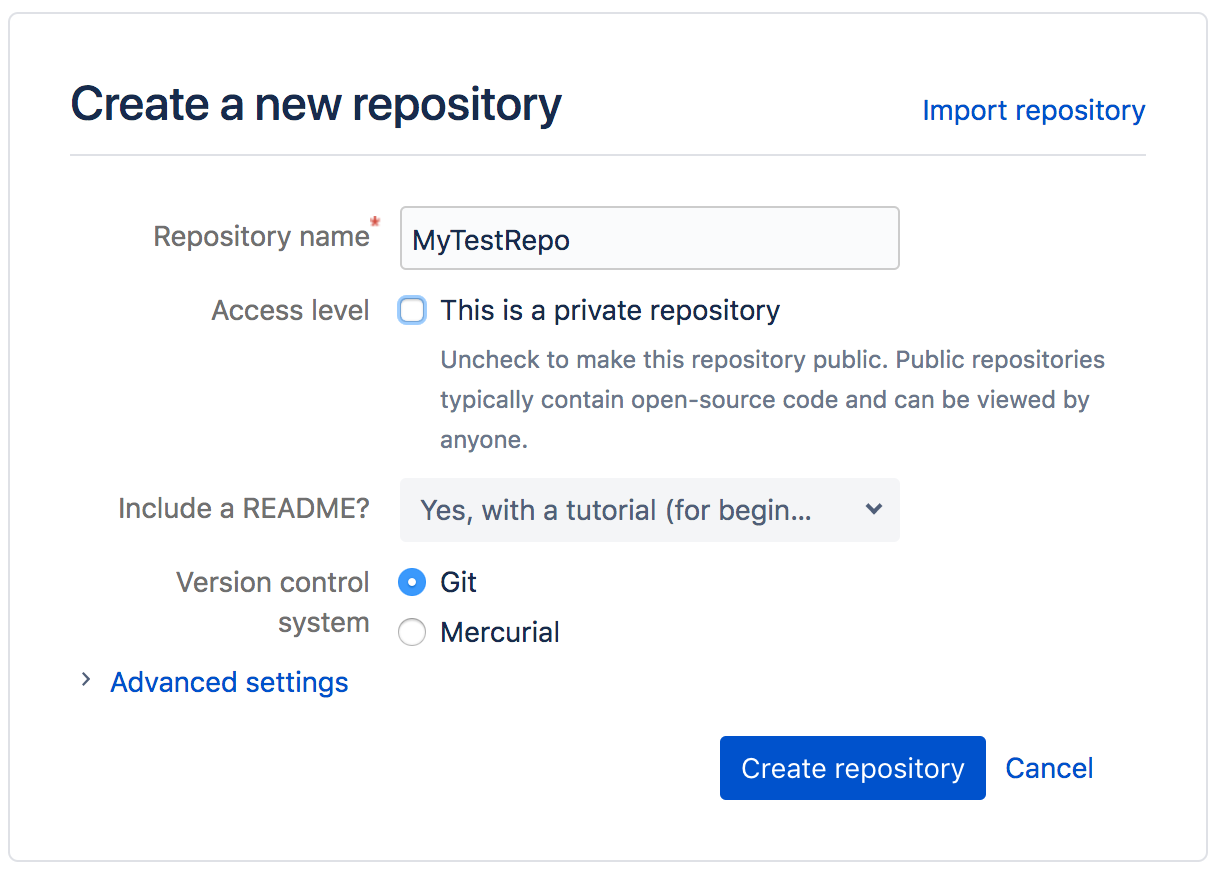 Create a new repository
Import repository
Repository name*
MyTestRepo
Access level
This is a private repository
Uncheck to make this repository public. Public repositories
typically contain open-source code and can be viewed by
anyone.
Include a README?
Yes, with a tutorial (for begin...
Version control
system
Git
Mercurial
Advanced settings
Create repository
Cancel